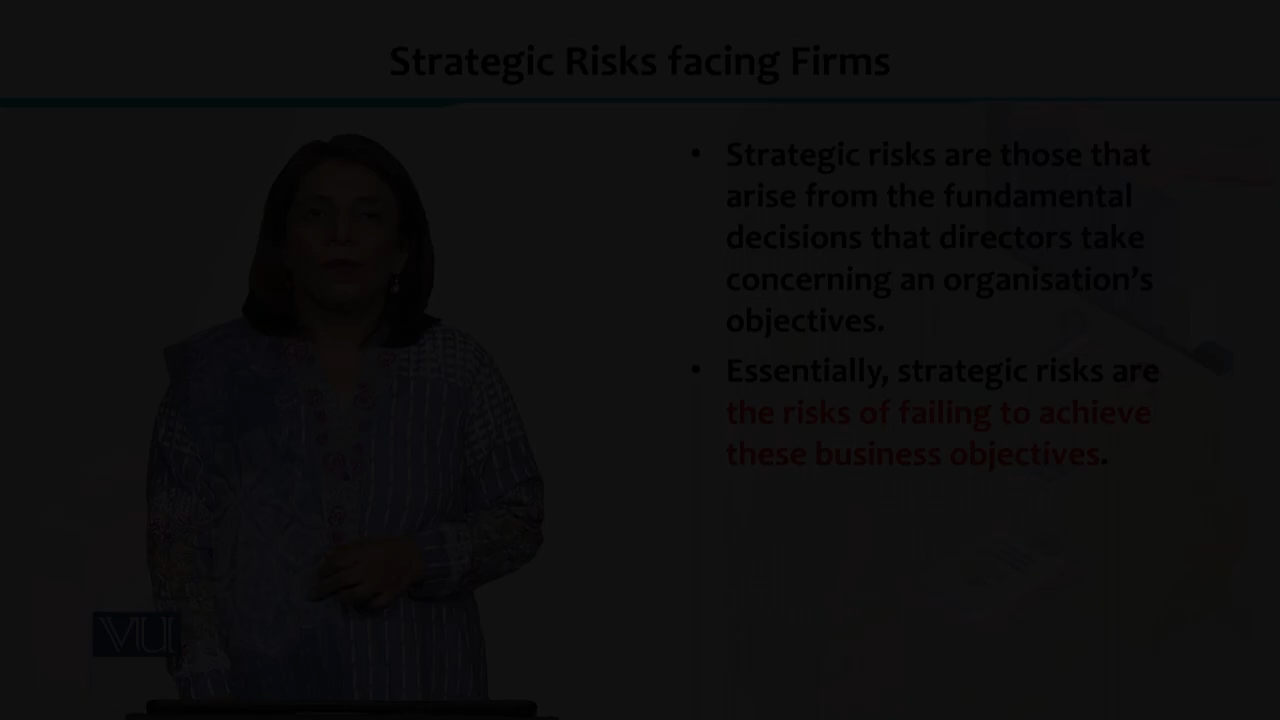 Strategic Risks facing Firms
• Strategic risks are those that
arise from the fundamental
decisions that directors take
concerning an organisation’s
objectives.
• Essentially, strategic risks are
the risks of failing to achieve
these business objectives.
VU